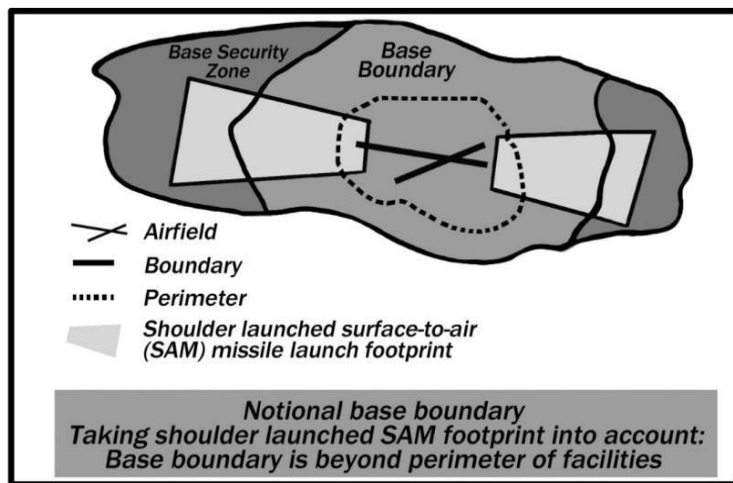 Base Security
Zone
Base
Boundary
Airfield
Boundary
Perimeter
Shoulder launched surface-to-air
(SAM) missile launch footprint
Notional base boundary
Taking shoulder launched SAM footprint into account:
Base boundary is beyond perimeter of facilities